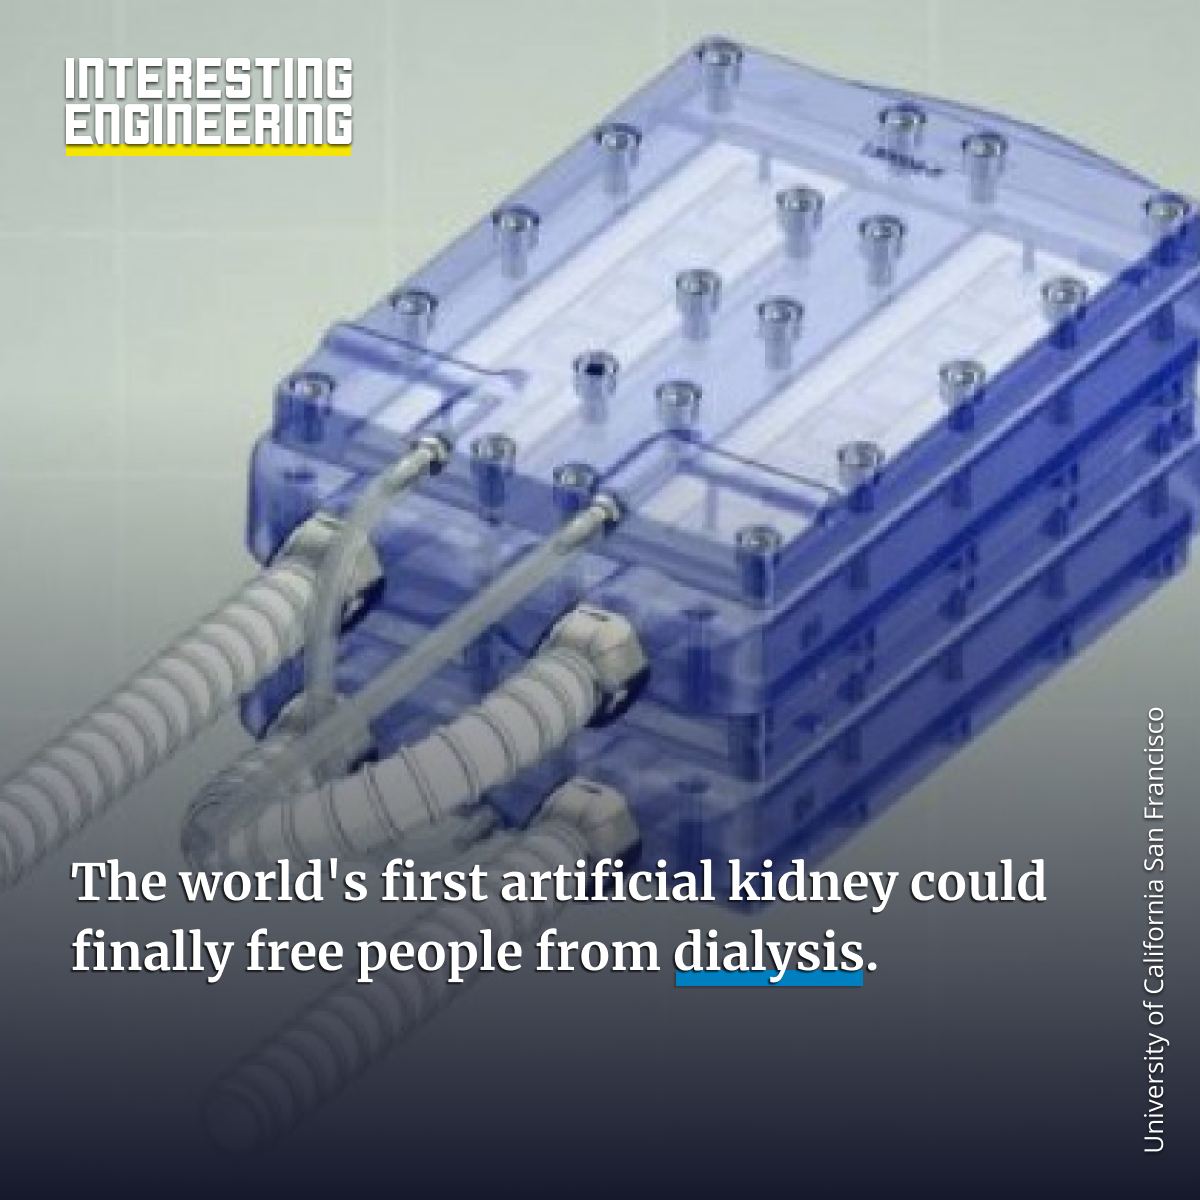 INTERESTING
ENGINEERING
The world's first artificial kidney could
finally free people from dialysis.
University of California San Francisco